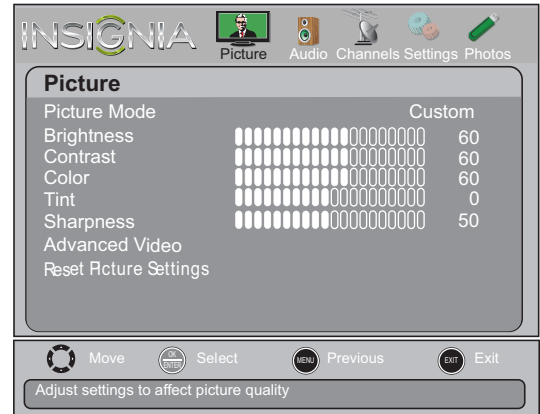 INSIGNIA
Picture Audio Channels Settings Photos
Picture
Picture Mode Custom
Brightness 60
Contrast 60
Color 60
Tint 0
Sharpness 50
Advanced Video
Reset Picture Settings
Move OK ENTER Select MENU Previous EXIT Exit
Adjust settings to affect picture quality